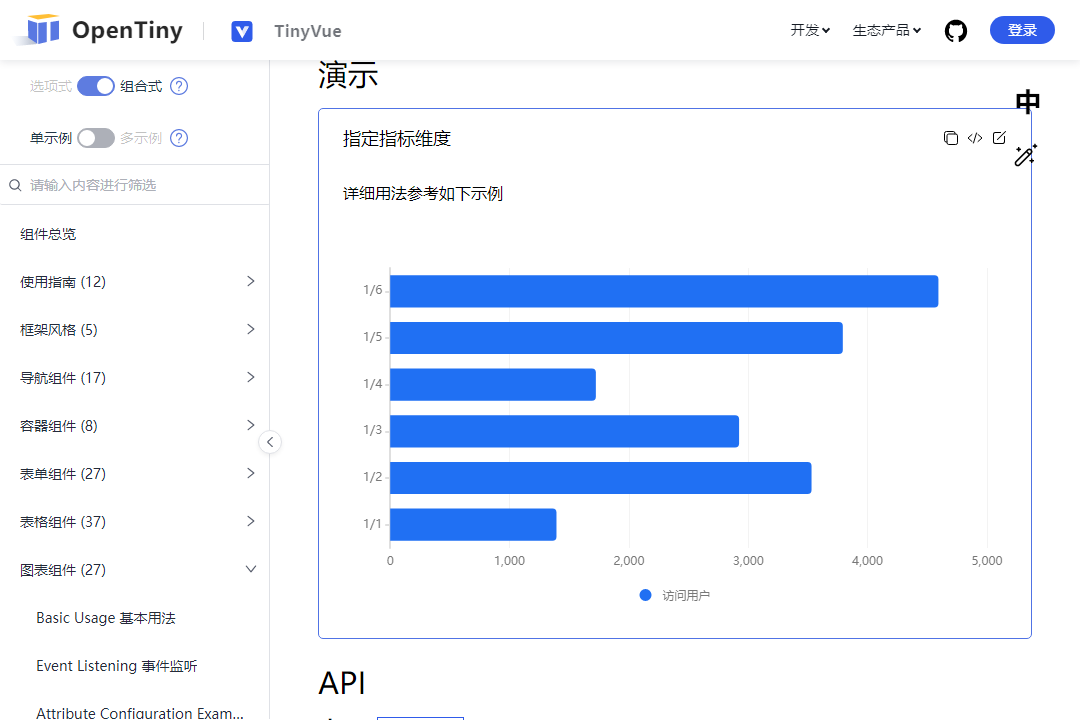 OpenTiny
TinyVue
开发
生态产品
登录
选项式 组合式 ?
单示例 多示例 ?
请输入内容进行筛选
组件总览
使用指南 (12)
框架风格 (5)
导航组件 (17)
容器组件 (8)
表单组件 (27)
表格组件 (37)
图表组件 (27)
Basic Usage 基本用法
Event Listening 事件监听
Attribute Configuration Exam...
演示
中
指定指标维度
详细用法参考如下示例
1/6
1/5
1/4
1/3
1/2
1/1
0 1,000 2,000 3,000 4,000 5,000
访问用户
API